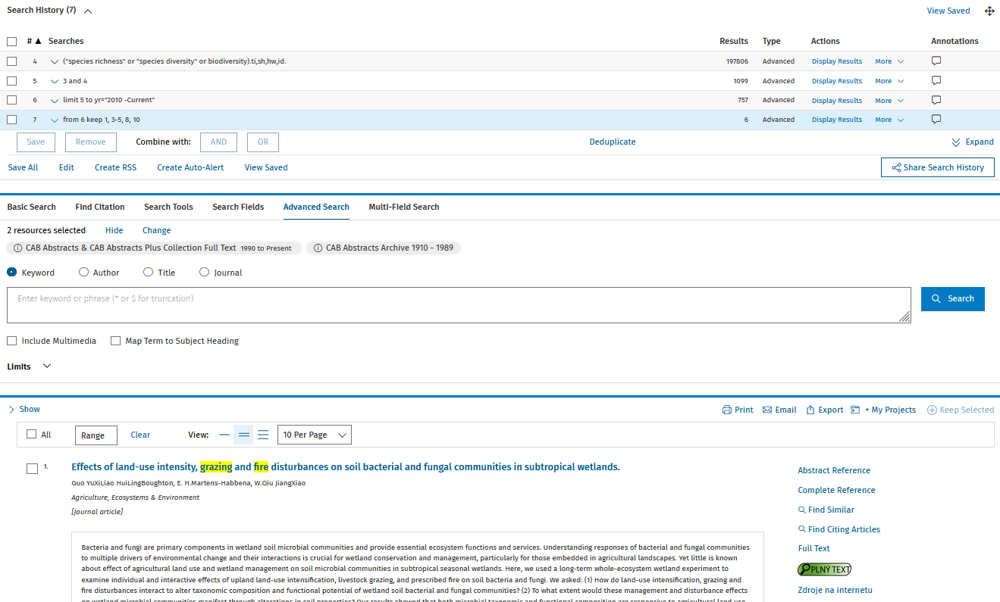 Search History (7)
View Saved
# ▲ Searches Results Type Actions Annotations
4 ("species richness" or "species diversity" or biodiversity).ti,sh,hw,id. 197806 Advanced Display Results More
5 3 and 4 1099 Advanced Display Results More
6 limit 5 to yr="2010 -Current" 757 Advanced Display Results More
7 from 6 keep 1, 3-5, 8, 10 6 Advanced Display Results More
Save Remove Combine with: AND OR Deduplicate Expand
Save All Edit Create RSS Create Auto-Alert View Saved Share Search History
Basic Search Find Citation Search Tools Search Fields Advanced Search Multi-Field Search
2 resources selected Hide Change
CAB Abstracts & CAB Abstracts Plus Collection Full Text 1990 to Present CAB Abstracts Archive 1910 - 1989
Keyword Author Title Journal
Enter keyword or phrase (* or $ for truncation)
Search
Include Multimedia Map Term to Subject Heading
Limits
Show Print Email Export + My Projects Keep Selected
All Range Clear View: 10 Per Page
1. Effects of land-use intensity, grazing and fire disturbances on soil bacterial and fungal communities in subtropical wetlands.
Guo YuXiLiao HuiLingBoughton, E. H.Martens-Habbena, W.Qiu JiangXiao
Agriculture, Ecosystems & Environment
[Journal article]
Abstract Reference
Complete Reference
Find Similar
Find Citing Articles
Full Text
PLNÝ TEXT
Zdroje na internetu
Bacteria and fungi are primary components in wetland soil microbial communities and provide essential ecosystem functions and services. Understanding responses of bacterial and fungal communities
to multiple drivers of environmental change and their interactions is crucial for wetland conservation and management, particularly for those embedded in agricultural landscapes. Yet little is known
about effect of agricultural land use and wetland management on soil microbial communities in subtropical seasonal wetlands. Here, we used a long-term whole-ecosystem wetland experiment to
examine individual and interactive effects of upland land-use intensification, livestock grazing, and prescribed fire on soil bacteria and fungi. We asked: (1) How do land-use intensification, grazing and
fire disturbances interact to alter taxonomic composition and functional potential of wetland soil bacterial and fungal communities? (2) To what extent would these management and disturbance effects
on wetland microbial communities manifest through alterations in soil properties? Our results showed that both microbial taxonomic and functional composition are responsive to agricultural land use